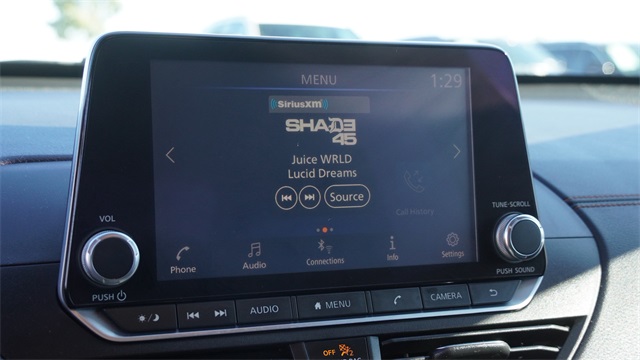 MENU
1:29
SiriusXM
SHADE
45
Juice WRLD
Lucid Dreams
Source
Call History
VOL
TUNE·SCROLL
Phone
Audio
Connections
Info
Settings
PUSH
PUSH SOUND
AUDIO
MENU
CAMERA
OFF
2